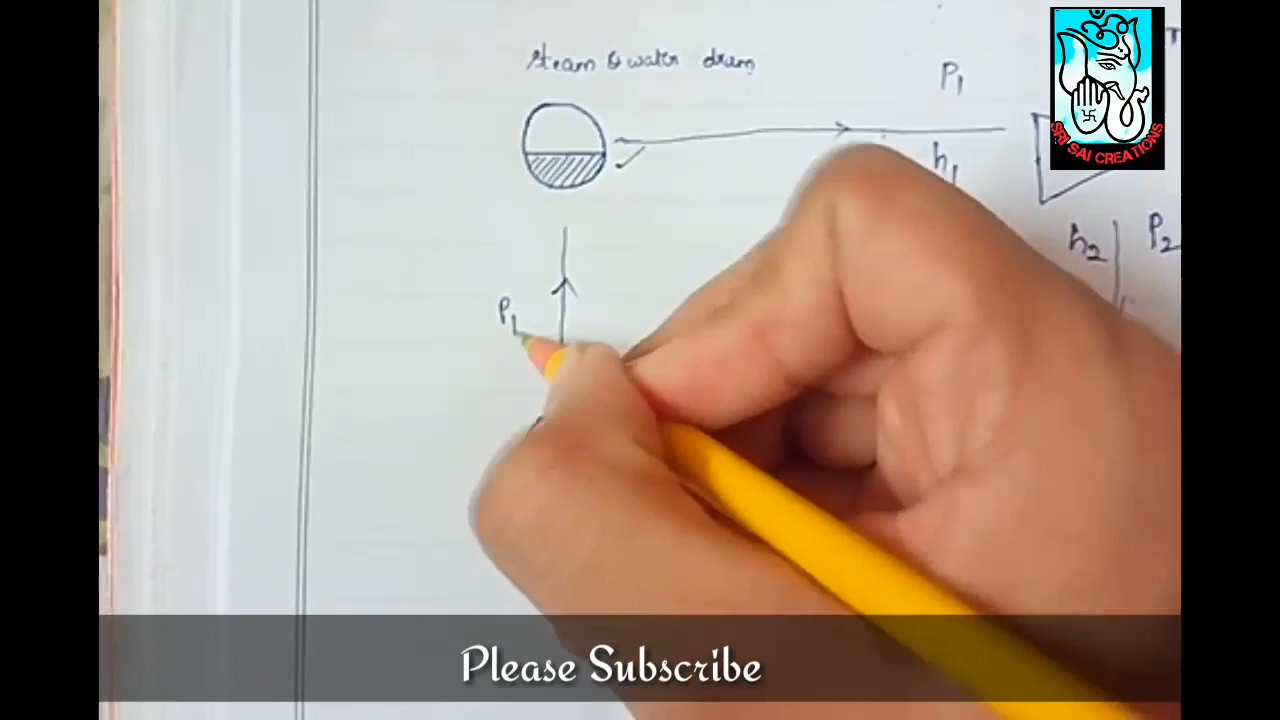 steam & water drum
P1
h1
h2
P2
P1
SRI SAI CREATIONS
Please Subscribe